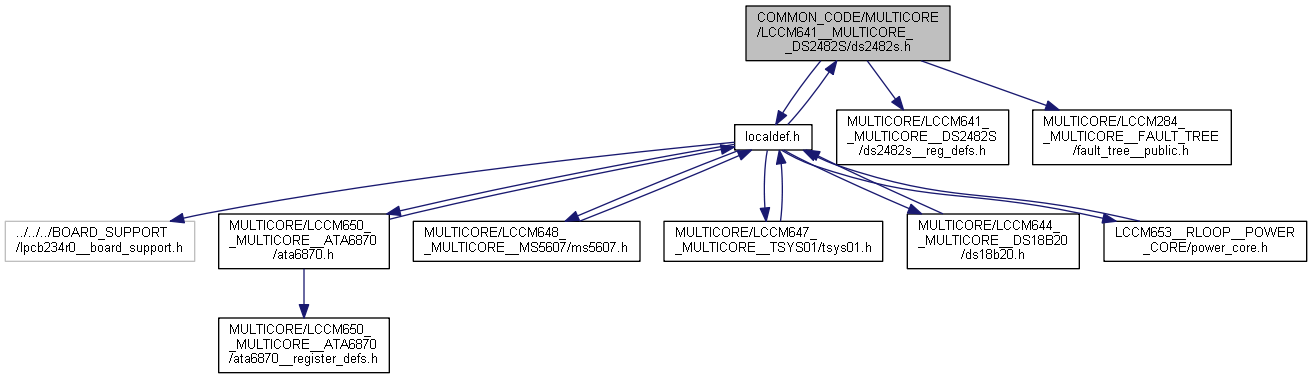 COMMON_CODE/MULTICORE
/LCCM641__MULTICORE_
_DS2482S/ds2482s.h
localdef.h
MULTICORE/LCCM641_
_MULTICORE__DS2482S
/ds2482s__reg_defs.h
MULTICORE/LCCM284_
_MULTICORE__FAULT_TREE
/fault_tree__public.h
../../../BOARD_SUPPORT
/lpcb234r0__board_support.h
MULTICORE/LCCM650_
_MULTICORE__ATA6870
/ata6870.h
MULTICORE/LCCM648_
_MULTICORE__MS5607/ms5607.h
MULTICORE/LCCM647_
_MULTICORE__TSYS01/tsys01.h
MULTICORE/LCCM644_
_MULTICORE__DS18B20
/ds18b20.h
LCCM653__RLOOP__POWER
_CORE/power_core.h
MULTICORE/LCCM650_
_MULTICORE__ATA6870
/ata6870__register_defs.h